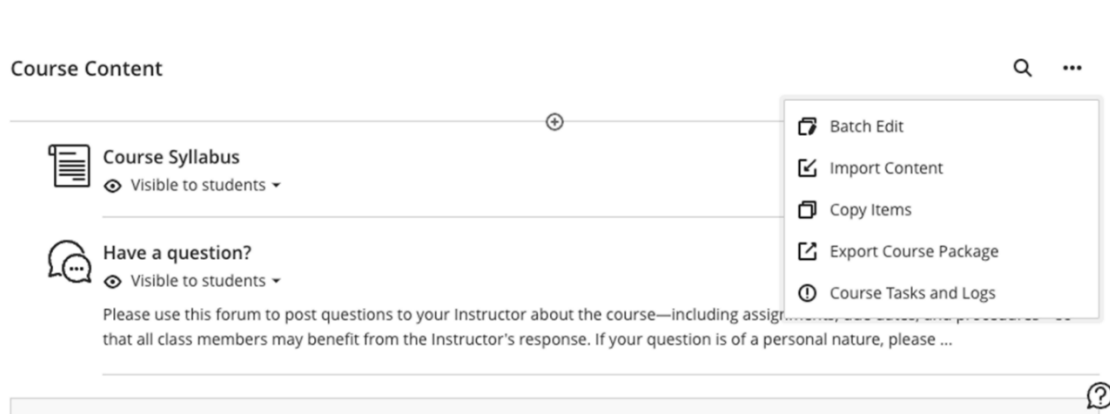 Course Content
Batch Edit
Course Syllabus
Import Content
Visible to students
Copy Items
Have a question?
Export Course Package
Visible to students
Course Tasks and Logs
Please use this forum to post questions to your Instructor about the course—including
that all class members may benefit from the Instructor's response. If your question is of a personal nature, please ...